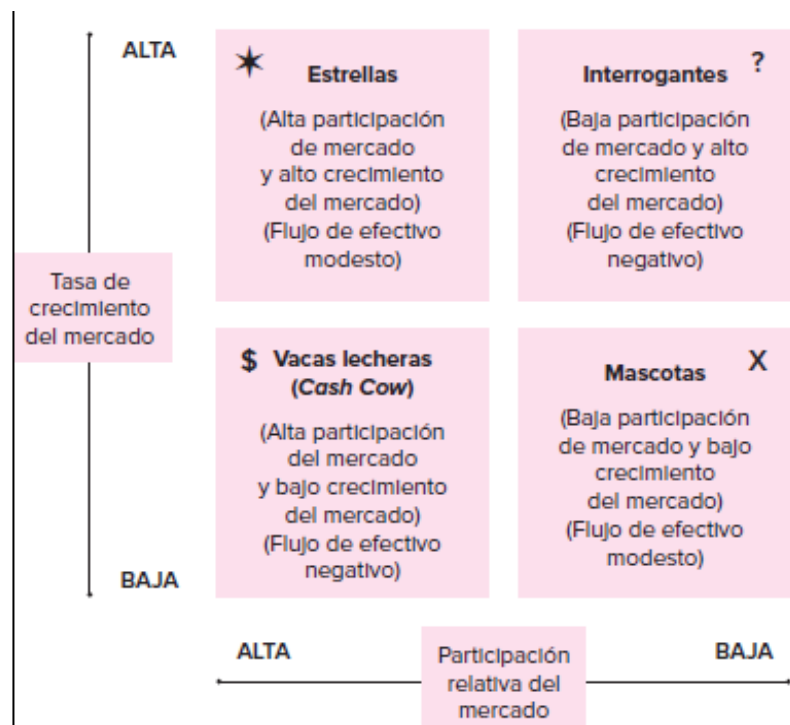 ALTA
✶
Estrellas
(Alta participación
de mercado
y alto crecimiento
del mercado)
(Flujo de efectivo
modesto)
Interrogantes ?
(Baja participación
de mercado y alto
crecimiento
del mercado)
(Flujo de efectivo
negativo)
Tasa de
crecimiento
del mercado
$ Vacas lecheras
(Cash Cow)
(Alta participación
del mercado
y bajo crecimiento
del mercado)
(Flujo de efectivo
negativo)
Mascotas X
(Baja participación
de mercado y bajo
crecimiento
del mercado)
(Flujo de efectivo
modesto)
BAJA
ALTA
Participación
relativa del
mercado
BAJA